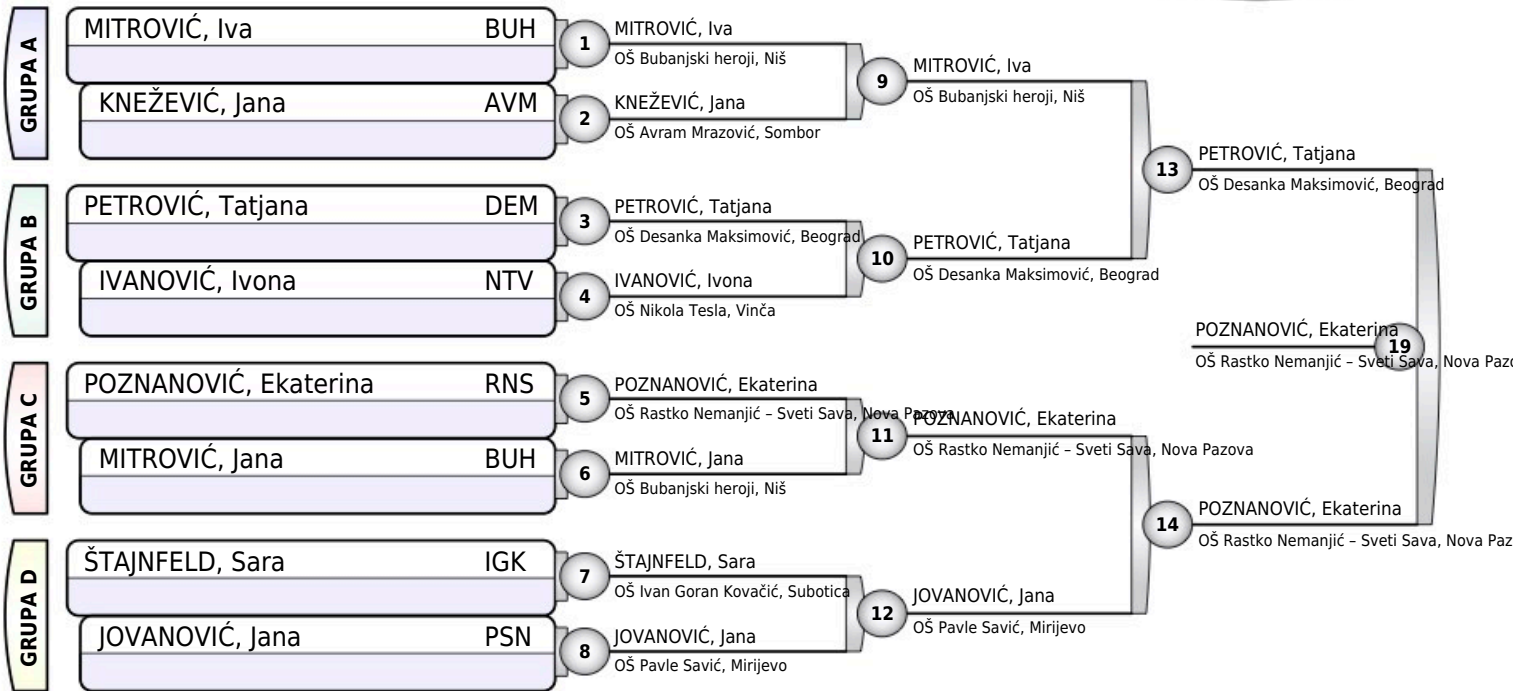 GRUPA A
MITROVIĆ, Iva BUH
KNEŽEVIĆ, Jana AVM
1
MITROVIĆ, Iva
OŠ Bubanjski heroji, Niš
2
KNEŽEVIĆ, Jana
OŠ Avram Mrazović, Sombor
9
MITROVIĆ, Iva
OŠ Bubanjski heroji, Niš
GRUPA B
PETROVIĆ, Tatjana DEM
IVANOVIĆ, Ivona NTV
3
PETROVIĆ, Tatjana
OŠ Desanka Maksimović, Beograd
4
IVANOVIĆ, Ivona
OŠ Nikola Tesla, Vinča
10
PETROVIĆ, Tatjana
OŠ Desanka Maksimović, Beograd
13
PETROVIĆ, Tatjana
OŠ Desanka Maksimović, Beograd
GRUPA C
POZNANOVIĆ, Ekaterina RNS
MITROVIĆ, Jana BUH
5
POZNANOVIĆ, Ekaterina
OŠ Rastko Nemanjić – Sveti Sava, Nova Pazova
6
MITROVIĆ, Jana
OŠ Bubanjski heroji, Niš
11
POZNANOVIĆ, Ekaterina
OŠ Rastko Nemanjić – Sveti Sava, Nova Pazova
GRUPA D
ŠTAJNFELD, Sara IGK
JOVANOVIĆ, Jana PSN
7
ŠTAJNFELD, Sara
OŠ Ivan Goran Kovačić, Subotica
8
JOVANOVIĆ, Jana
OŠ Pavle Savić, Mirijevo
12
JOVANOVIĆ, Jana
OŠ Pavle Savić, Mirijevo
14
POZNANOVIĆ, Ekaterina
OŠ Rastko Nemanjić – Sveti Sava, Nova Paz
POZNANOVIĆ, Ekaterina
19
OŠ Rastko Nemanjić – Sveti Sava, Nova Pazo